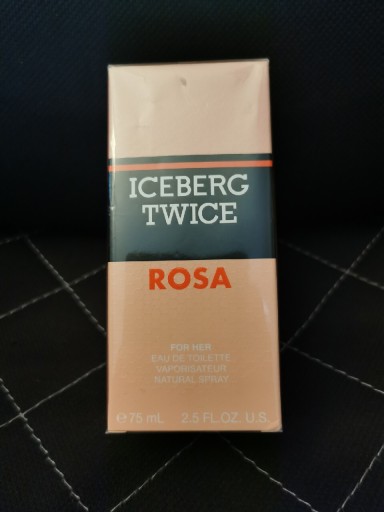 ICEBERG
TWICE
ROSA
FOR HER
EAU DE TOILETTE
VAPORISATEUR
NATURAL SPRAY
℮75 mL 2.5 FL.OZ. U.S.